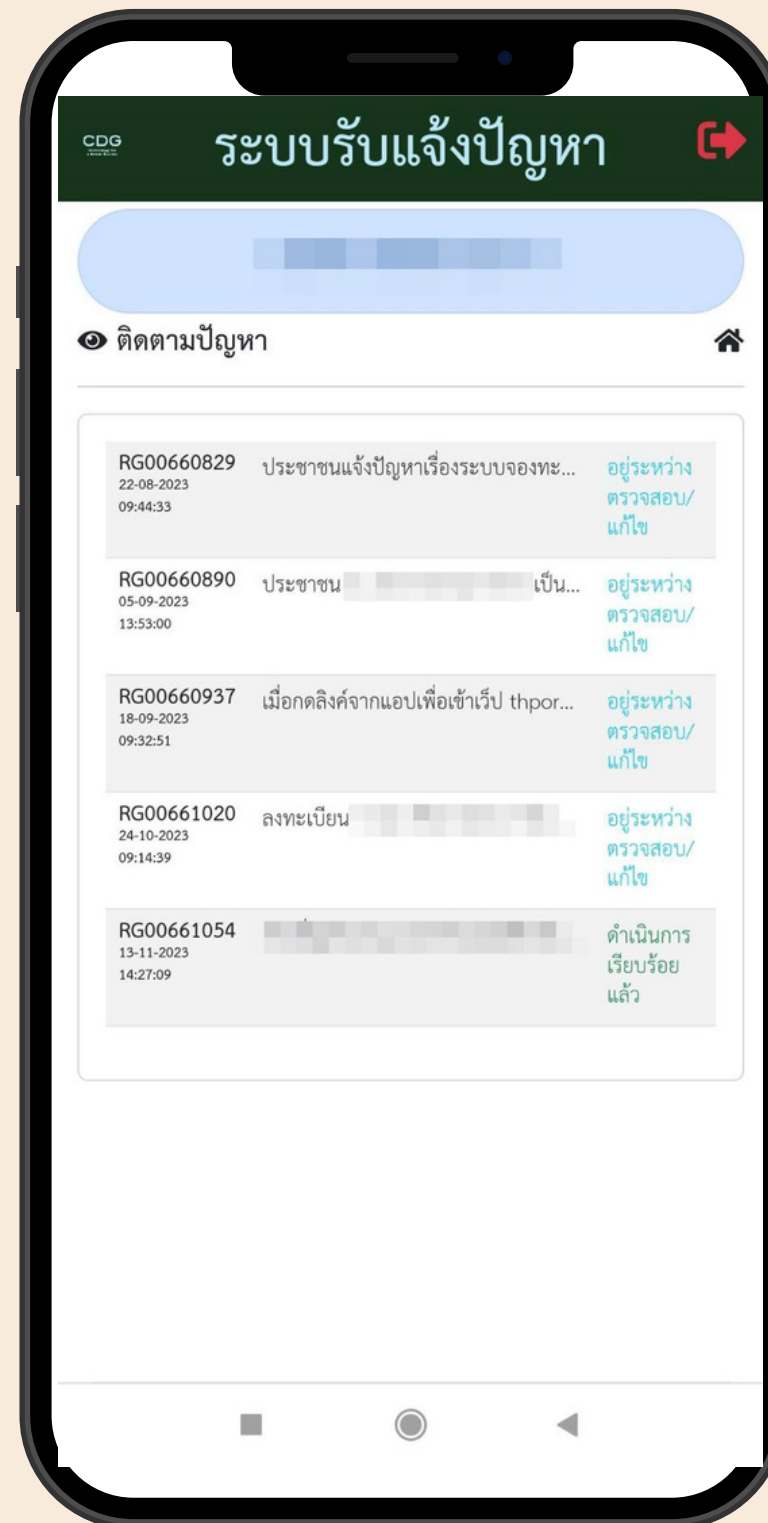 CDG
ระบบรับแจ้งปัญหา
ติดตามปัญหา
RG00660829
22-08-2023
09:44:33
ประชาชนแจ้งปัญหาเรื่องระบบจองทะ...
อยู่ระหว่าง
ตรวจสอบ/
แก้ไข
RG00660890
05-09-2023
13:53:00
ประชาชน เป็น...
อยู่ระหว่าง
ตรวจสอบ/
แก้ไข
RG00660937
18-09-2023
09:32:51
เมื่อกดลิงค์จากแอปเพื่อเข้าเว็ป thpor...
อยู่ระหว่าง
ตรวจสอบ/
แก้ไข
RG00661020
24-10-2023
09:14:39
ลงทะเบียน
อยู่ระหว่าง
ตรวจสอบ/
แก้ไข
RG00661054
13-11-2023
14:27:09
ดำเนินการ
เรียบร้อย
แล้ว